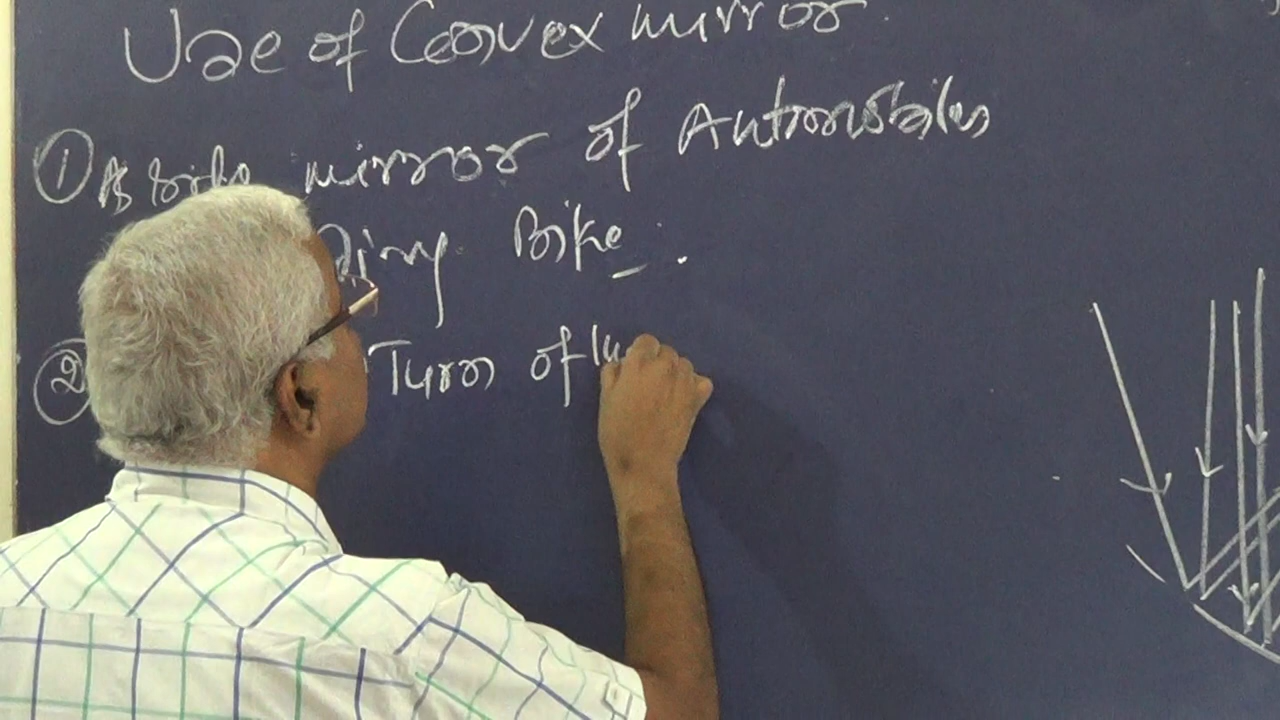 Use of Convex mirror
① As side mirror of Automobiles
Bike.
② Turn of